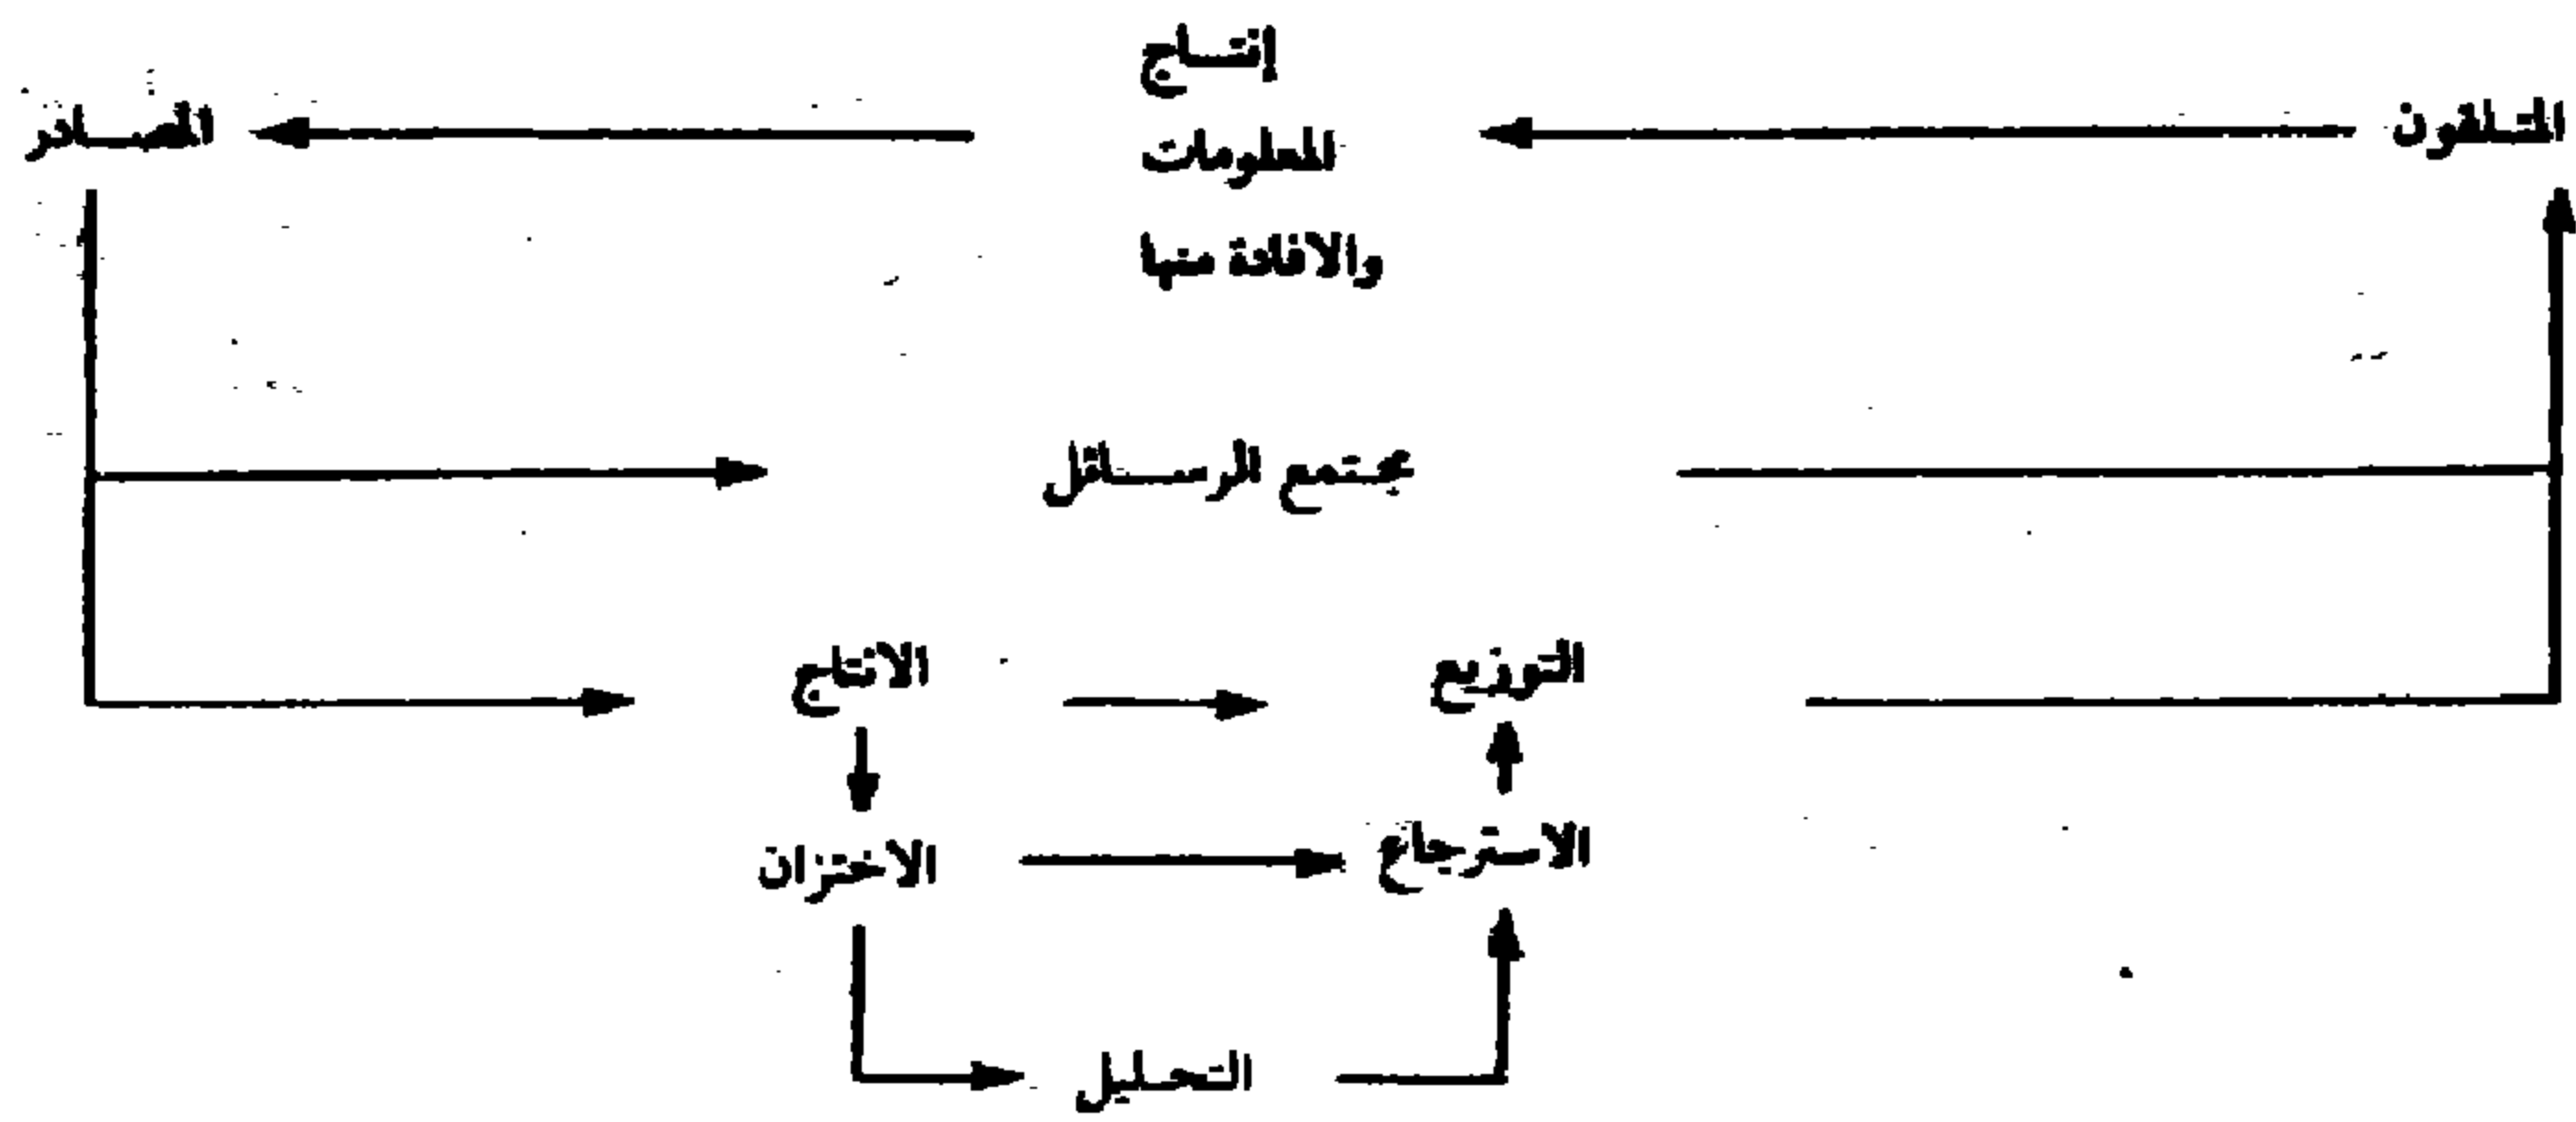 إنتاج
المتلقون
المعلومات
المصادر
والافادة منها
مجتمع الرسائل
التوزيع
الانتاج
الاسترجاع
الاختزان
التحليل